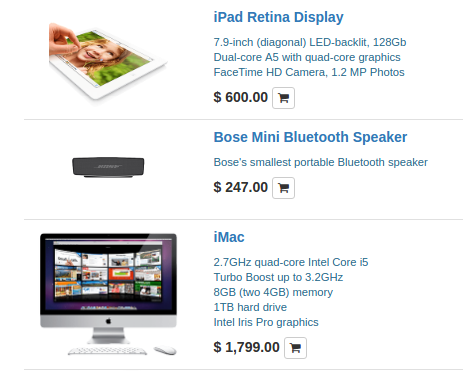 iPad Retina Display
7.9-inch (diagonal) LED-backlit, 128Gb
Dual-core A5 with quad-core graphics
FaceTime HD Camera, 1.2 MP Photos
$ 600.00
Bose Mini Bluetooth Speaker
Bose's smallest portable Bluetooth speaker
$ 247.00
iMac
2.7GHz quad-core Intel Core i5
Turbo Boost up to 3.2GHz
8GB (two 4GB) memory
1TB hard drive
Intel Iris Pro graphics
$ 1,799.00